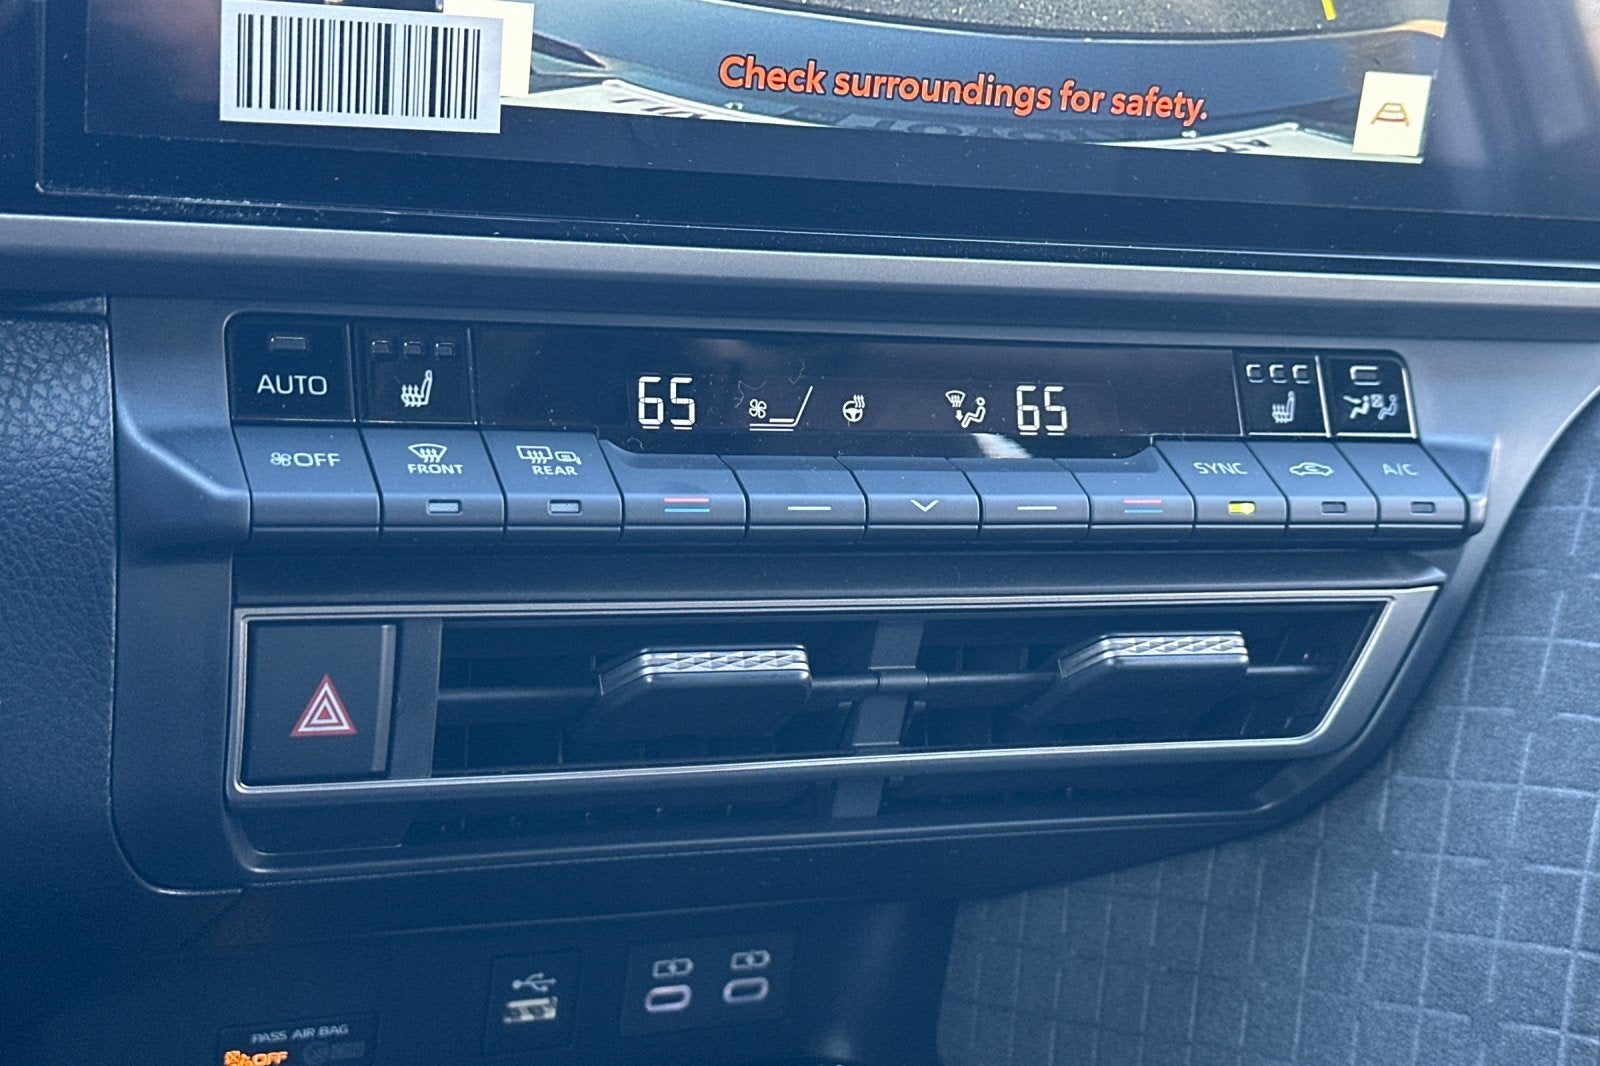 Check surroundings for safety.
AUTO
65
65
OFF
FRONT
REAR
SYNC
A/C
PASS AIR BAG
OFF